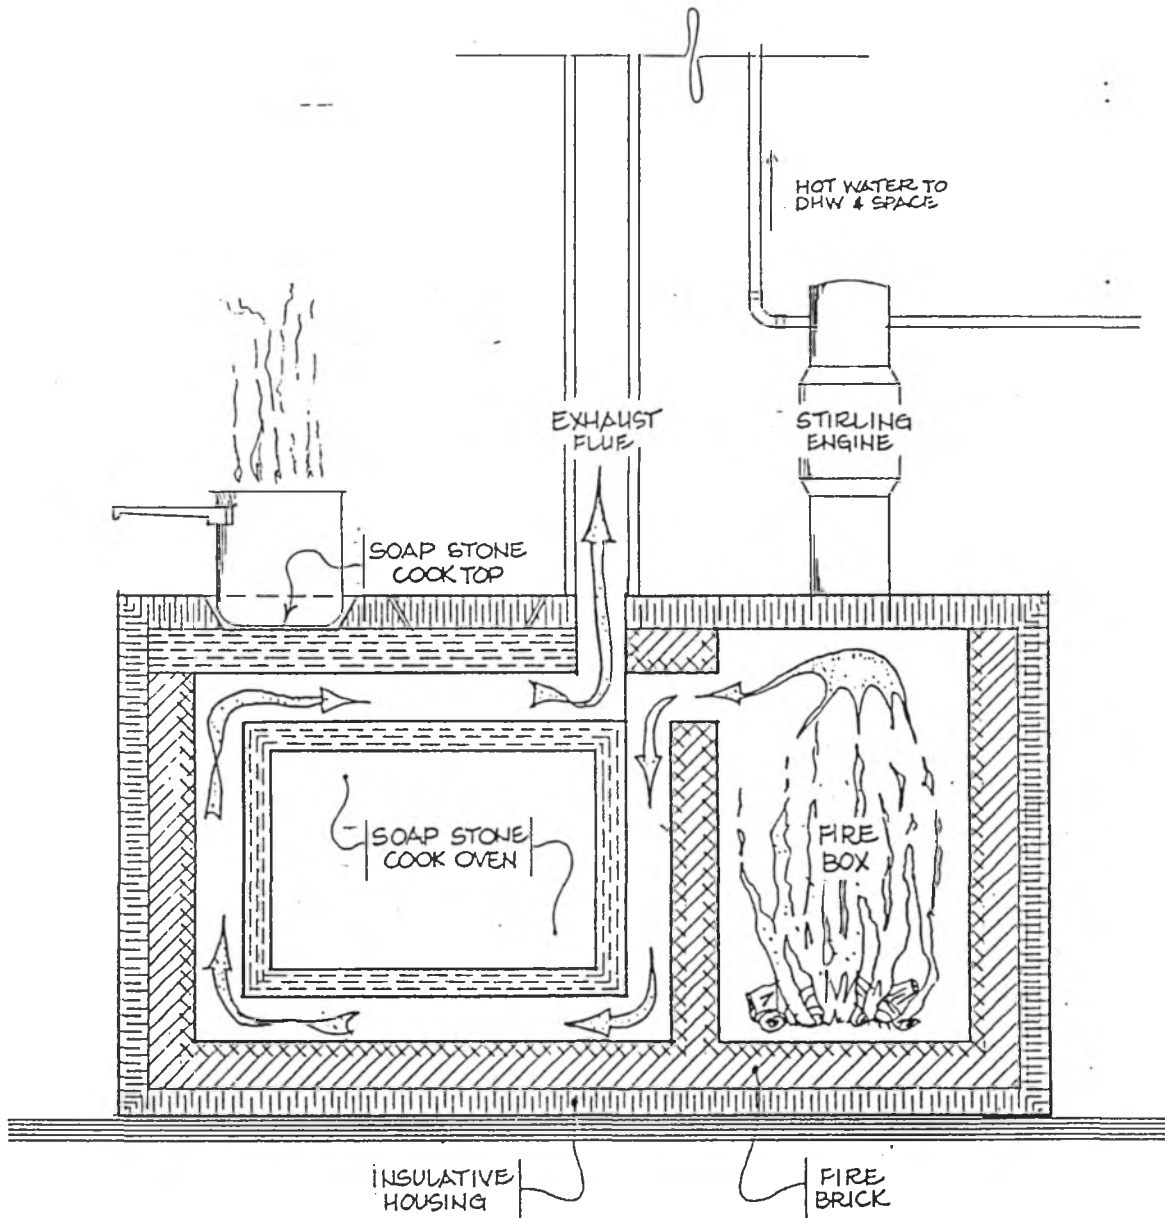 HOT WATER TO
DHW & SPACE
EXHAUST
FLUE
STIRLING
ENGINE
SOAP STONE
COOK TOP
SOAP STONE
COOK OVEN
FIRE
BOX
INSULATIVE
HOUSING
FIRE
BRICK